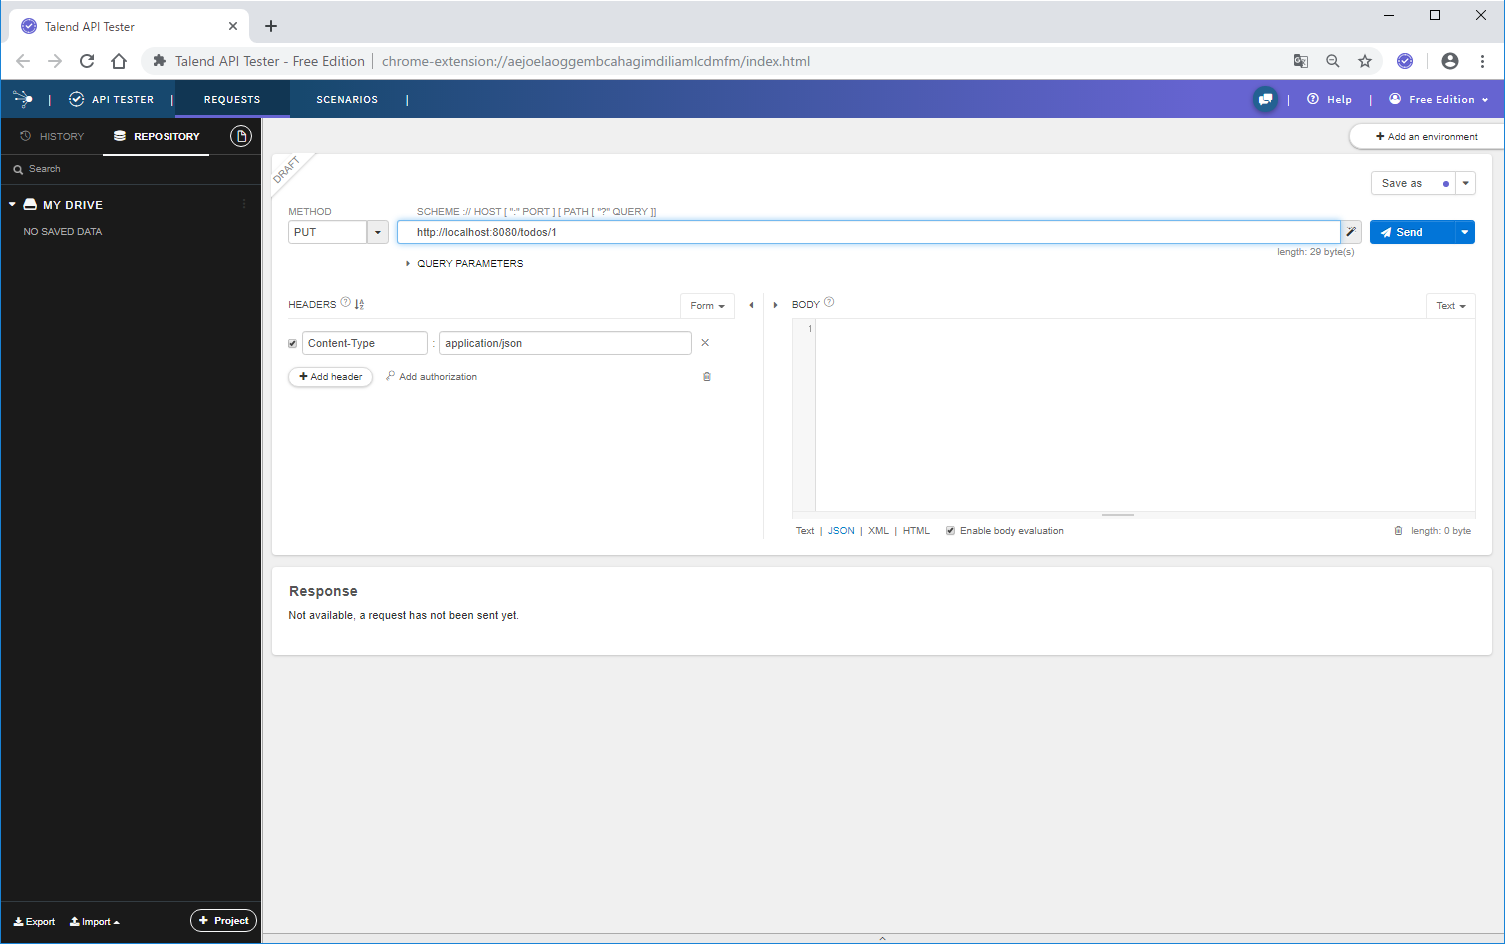 Talend API Tester
Talend API Tester - Free Edition | chrome-extension://aejoelaoggembcahagimdiliamlcdmfm/index.html
| API TESTER | REQUESTS SCENARIOS | | Help | Free Edition
HISTORY REPOSITORY
+ Add an environment
Search
DRAFT
Save as
MY DRIVE
METHOD SCHEME :// HOST [ ":" PORT ] [ PATH [ "?" QUERY ]]
NO SAVED DATA
PUT http://localhost:8080/todos/1 Send
length: 29 byte(s)
QUERY PARAMETERS
HEADERS ? Form BODY ? Text
1
Content-Type : application/json
+ Add header Add authorization
Text | JSON | XML | HTML Enable body evaluation length: 0 byte
Response
Not available, a request has not been sent yet.
Export Import + Project